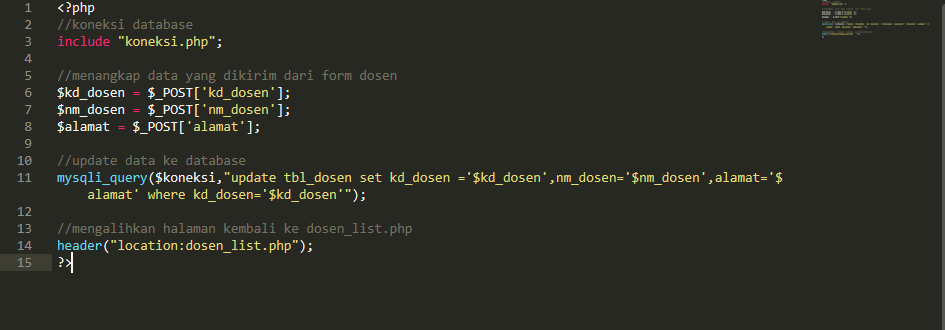 1 <?php
2 //koneksi database
3 include "koneksi.php";
4
5 //menangkap data yang dikirim dari form dosen
6 $kd_dosen = $_POST['kd_dosen'];
7 $nm_dosen = $_POST['nm_dosen'];
8 $alamat = $_POST['alamat'];
9
10 //update data ke database
11 mysqli_query($koneksi,"update tbl_dosen set kd_dosen ='$kd_dosen',nm_dosen='$nm_dosen',alamat='$
alamat' where kd_dosen='$kd_dosen'");
12
13 //mengalihkan halaman kembali ke dosen_list.php
14 header("location:dosen_list.php");
15 ?>